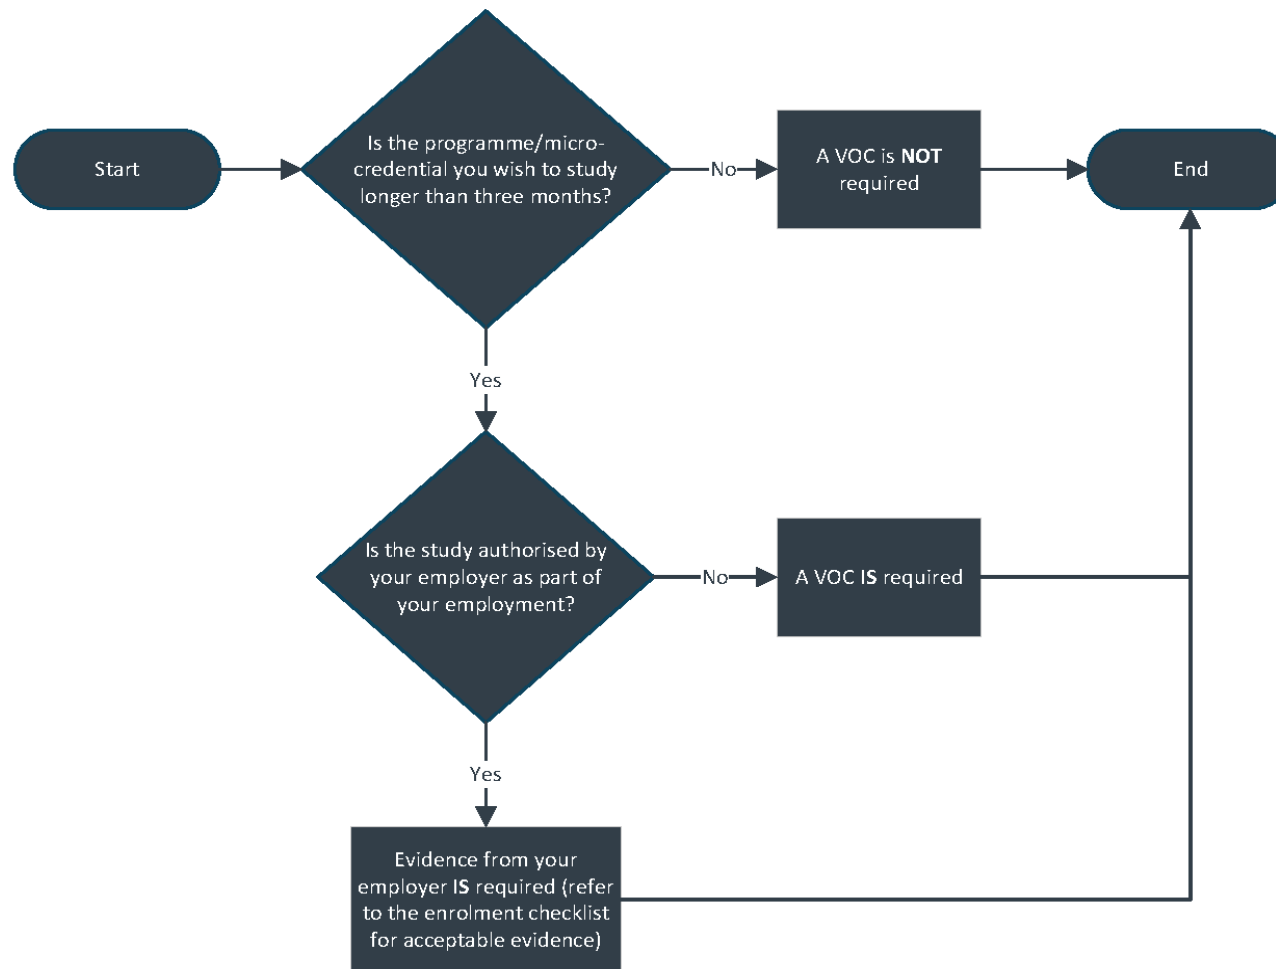 Start
Is the programme/micro-
credential you wish to study
longer than three months?
No
A VOC is NOT
required
End
Yes
Is the study authorised by
your employer as part of
your employment?
No
A VOC IS required
Yes
Evidence from your
employer IS required (refer
to the enrolment checklist
for acceptable evidence)